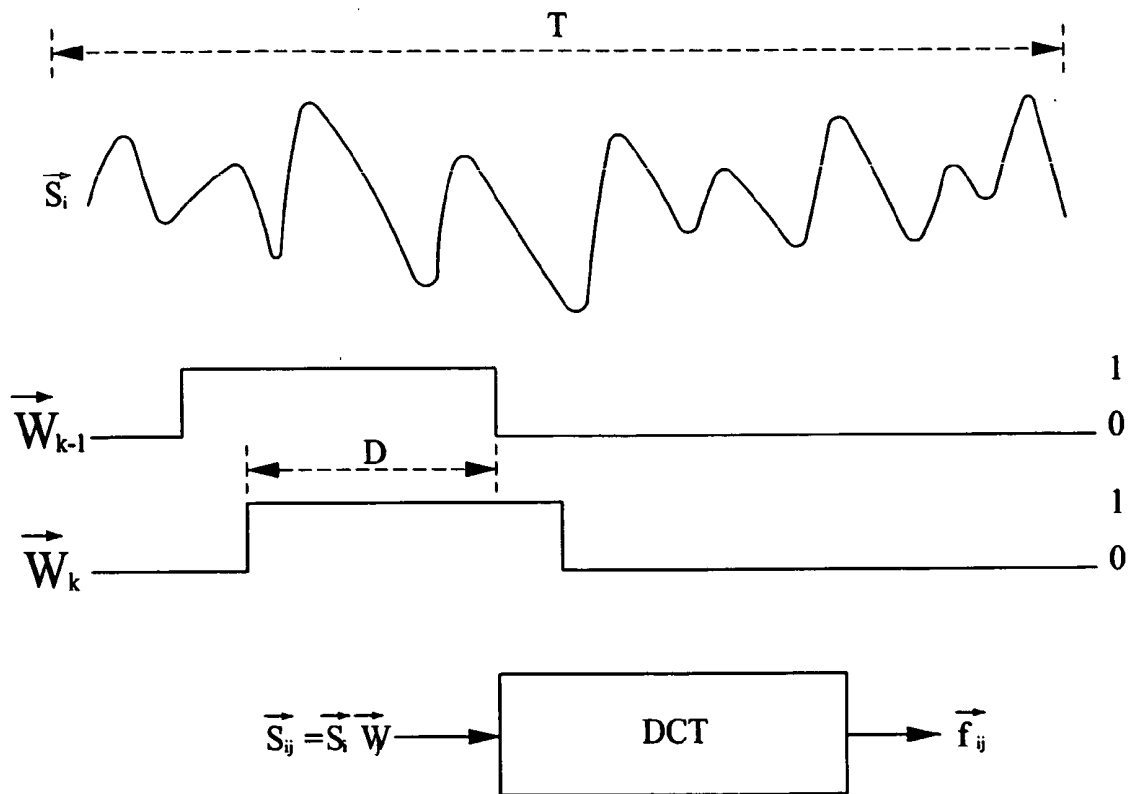 T
S⃗ᵢ
1
W⃗ₖ₋₁
0
D
1
W⃗ₖ
0
S⃗ᵢⱼ = S⃗ᵢ W⃗ⱼ
DCT
f⃗ᵢⱼ